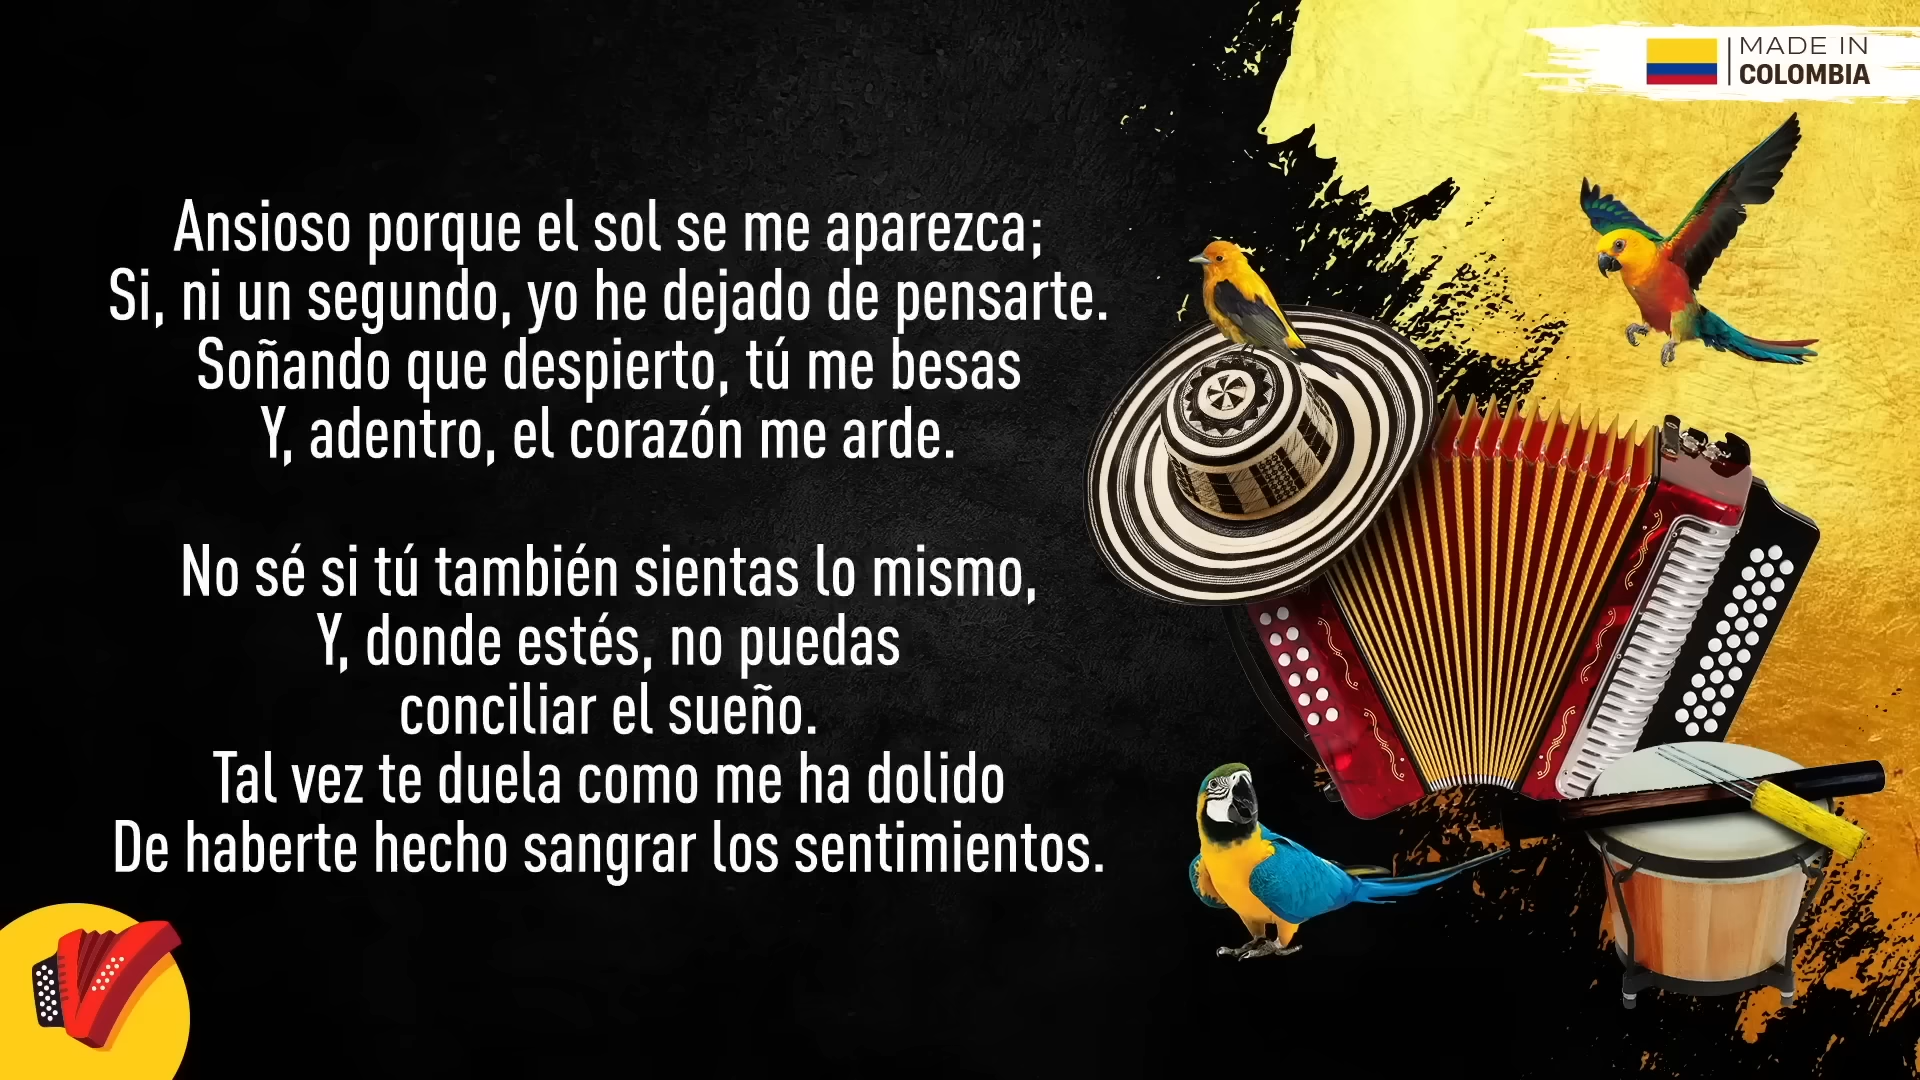 MADE IN
COLOMBIA
Ansioso porque el sol se me aparezca;
Si, ni un segundo, yo he dejado de pensarte.
Soñando que despierto, tú me besas
Y, adentro, el corazón me arde.
No sé si tú también sientas lo mismo,
Y, donde estés, no puedas
conciliar el sueño.
Tal vez te duela como me ha dolido
De haberte hecho sangrar los sentimientos.